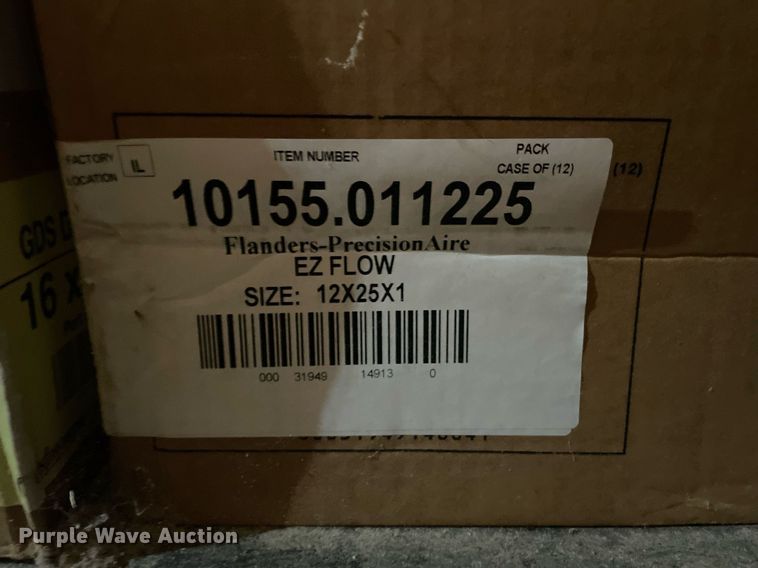 FACTORY
LOCATION
IL
ITEM NUMBER
PACK
CASE OF (12)
(12)
10155.011225
Flanders-PrecisionAire
EZ FLOW
SIZE: 12X25X1
000 31949 14913 0
GDS
16 X
Purple Wave Auction